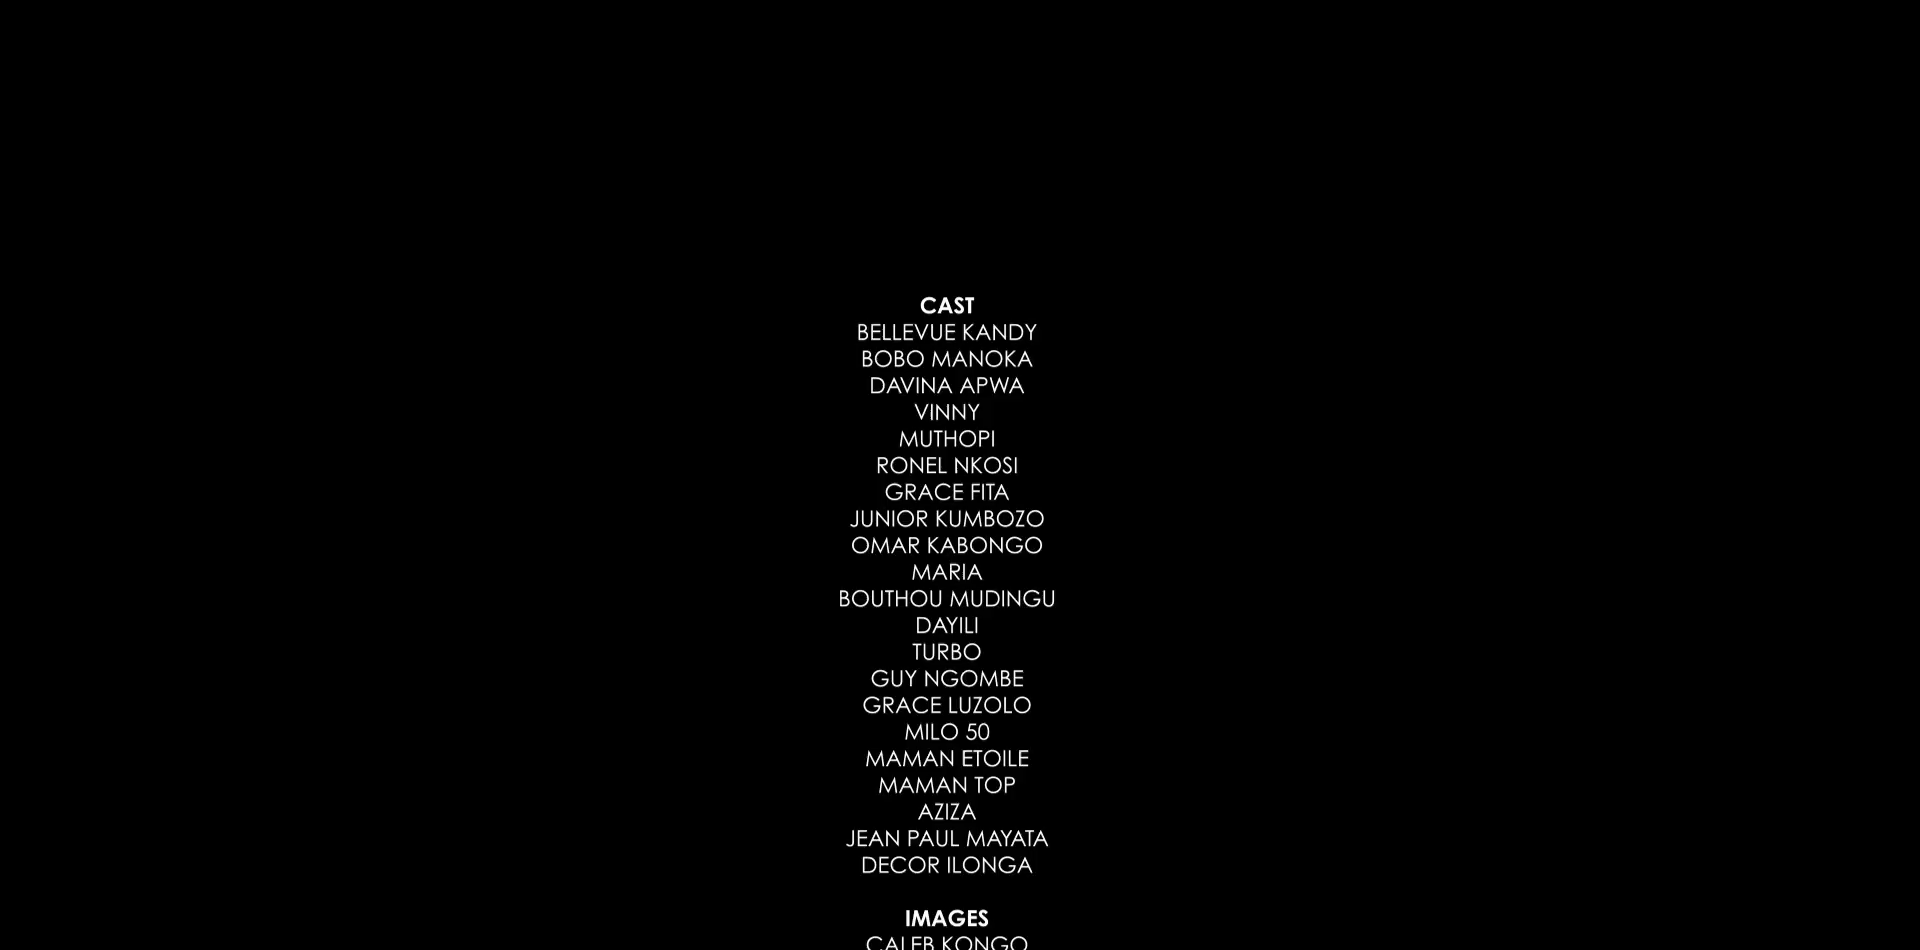 CAST
BELLEVUE KANDY
BOBO MANOKA
DAVINA APWA
VINNY
MUTHOPI
RONEL NKOSI
GRACE FITA
JUNIOR KUMBOZO
OMAR KABONGO
MARIA
BOUTHOU MUDINGU
DAYILI
TURBO
GUY NGOMBE
GRACE LUZOLO
MILO 50
MAMAN ETOILE
MAMAN TOP
AZIZA
JEAN PAUL MAYATA
DECOR ILONGA
IMAGES
CALEB KONGO